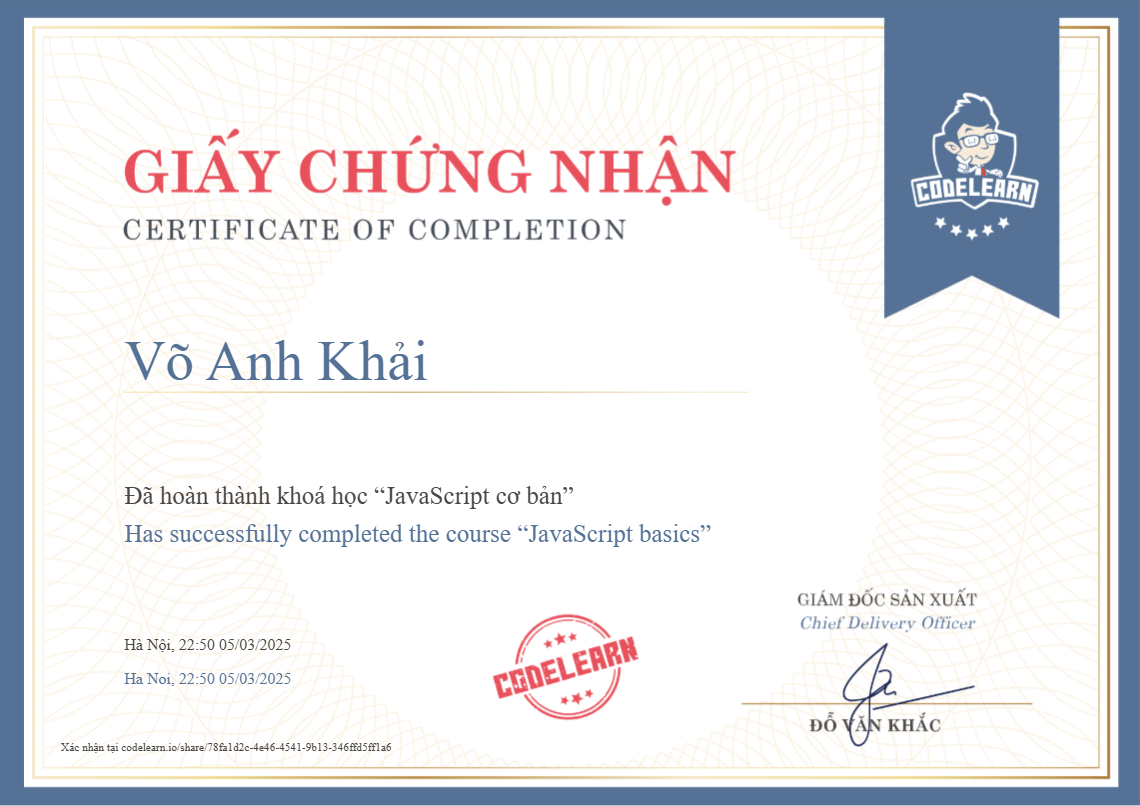 CODELEARN
GIẤY CHỨNG NHẬN
CERTIFICATE OF COMPLETION
Võ Anh Khải
Đã hoàn thành khoá học “JavaScript cơ bản”
Has successfully completed the course “JavaScript basics”
GIÁM ĐỐC SẢN XUẤT
Chief Delivery Officer
Hà Nội, 22:50 05/03/2025
Ha Noi, 22:50 05/03/2025
CODELEARN
ĐỖ VĂN KHẮC
Xác nhận tại codelearn.io/share/78fa1d2c-4e46-4541-9b13-346ffd5ff1a6